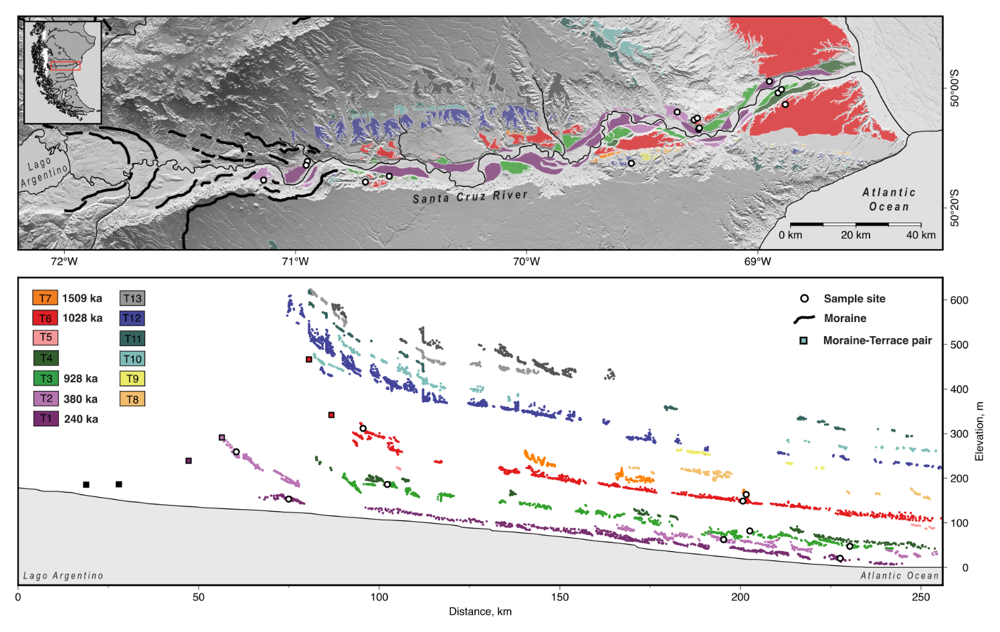 Lago
Argentino
Santa Cruz River
Atlantic
Ocean
0 km 20 km 40 km
50°00'S
50°20'S
72°W 71°W 70°W 69°W
T7 1509 ka T13
T6 1028 ka T12
T5 T11
T4 T10
T3 928 ka T9
T2 380 ka T8
T1 240 ka
Sample site
Moraine
Moraine-Terrace pair
600
500
400
300
200
100
0
Elevation, m
Lago Argentino Atlantic Ocean
0 50 100 150 200 250
Distance, km